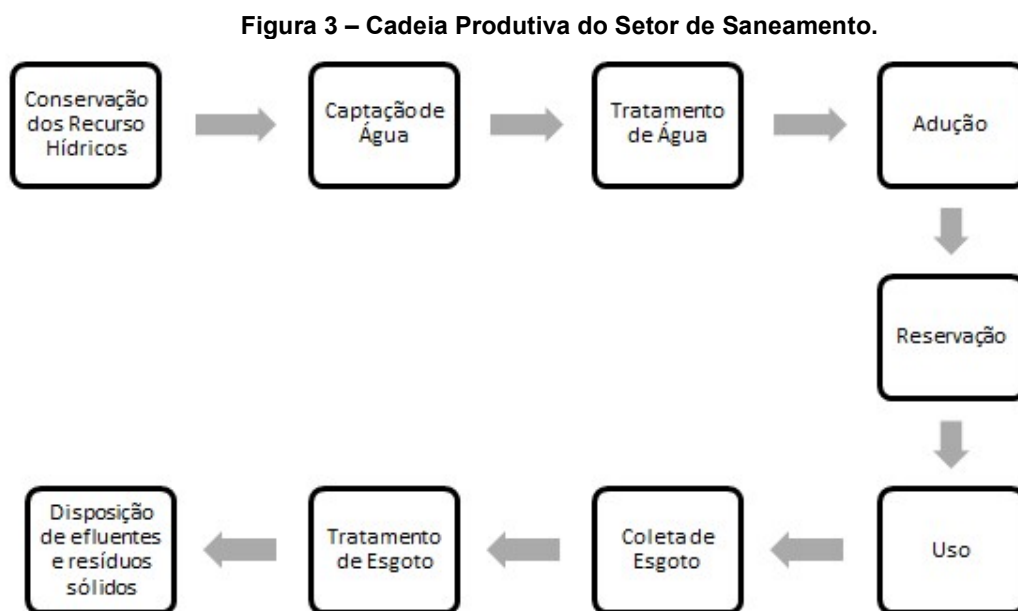 Figura 3 – Cadeia Produtiva do Setor de Saneamento.
Conservação
dos Recurso
Hídricos
Captação de
Água
Tratamento
de Água
Adução
Reservação
Uso
Coleta de
Esgoto
Tratamento
de Esgoto
Disposição
de efluentes
e resíduos
sólidos